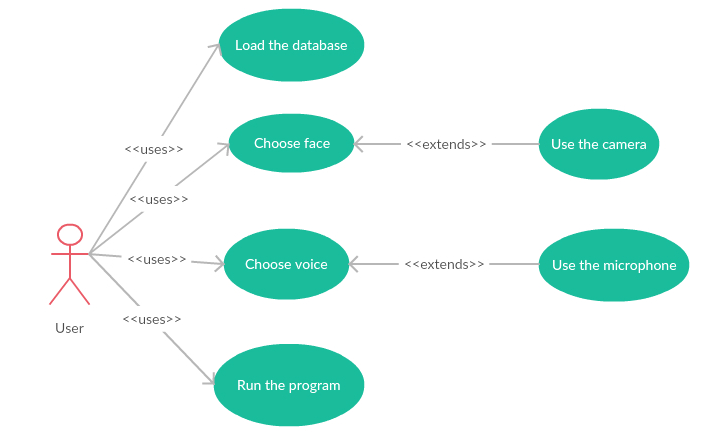 Load the database
<<uses>>
Choose face
<<extends>>
Use the camera
<<uses>>
<<uses>>
Choose voice
<<extends>>
Use the microphone
<<uses>>
User
Run the program